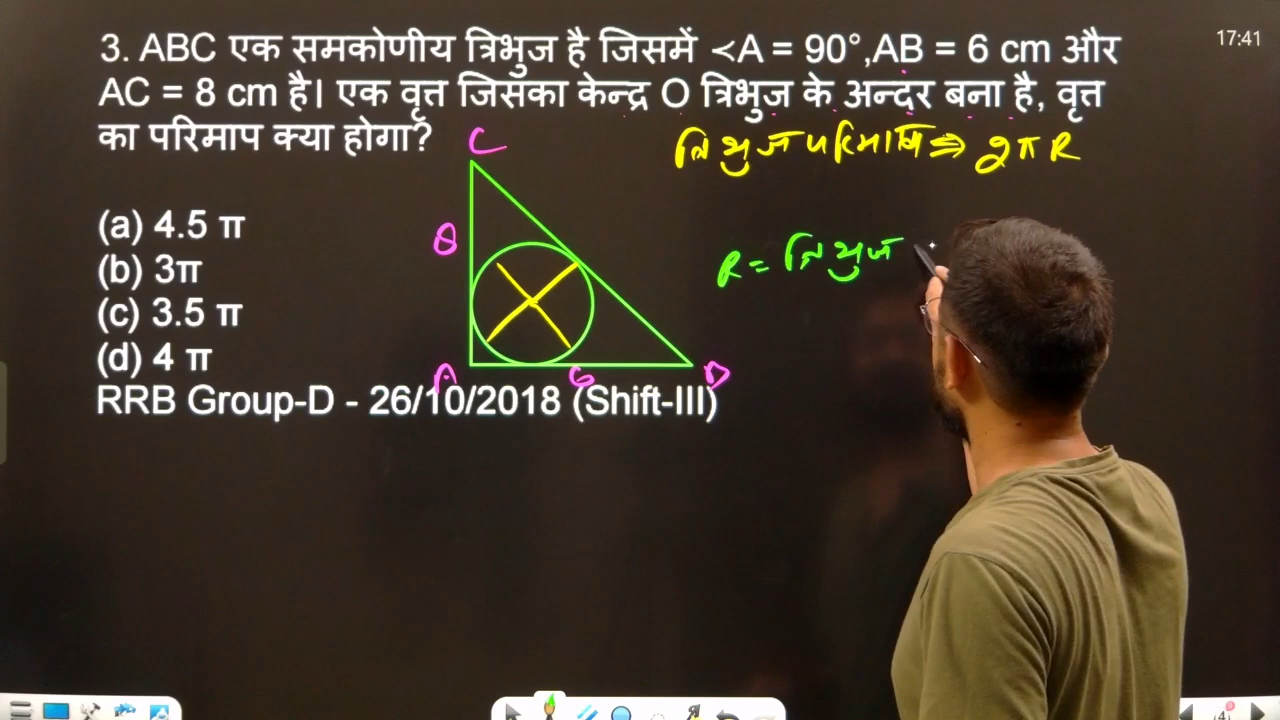 17:41
3. ABC एक समकोणीय त्रिभुज है जिसमें <A = 90°,AB = 6 cm और
AC = 8 cm है। एक वृत्त जिसका केन्द्र O त्रिभुज के अन्दर बना है, वृत्त
का परिमाप क्या होगा?
त्रिभुज परिमाप ⇒ 2πR
C
8
R = त्रिभुज
A
6
B
(a) 4.5 π
(b) 3π
(c) 3.5 π
(d) 4 π
RRB Group-D - 26/10/2018 (Shift-III)